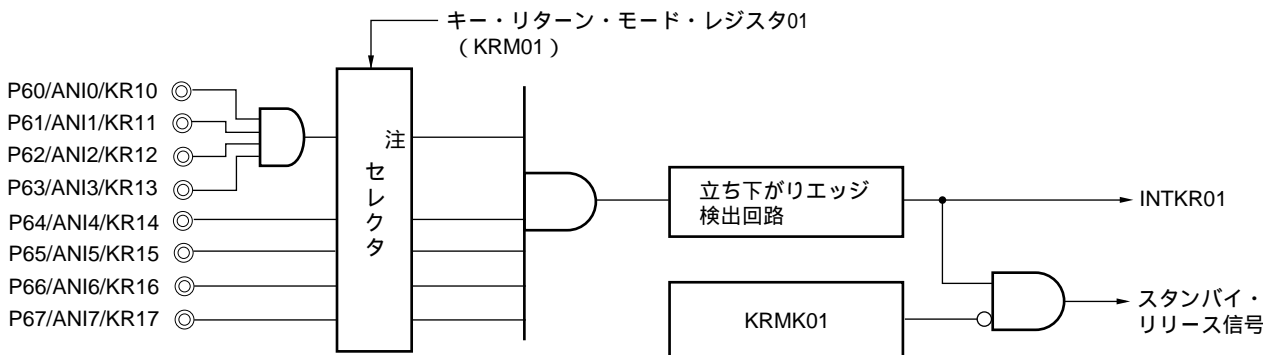 キー・リターン・モード・レジスタ01
(KRM01)
P60/ANI0/KR10
P61/ANI1/KR11
P62/ANI2/KR12
P63/ANI3/KR13
P64/ANI4/KR14
P65/ANI5/KR15
P66/ANI6/KR16
P67/ANI7/KR17
注
セレクタ
立ち下がりエッジ
検出回路
INTKR01
KRMK01
スタンバイ・
リリース信号